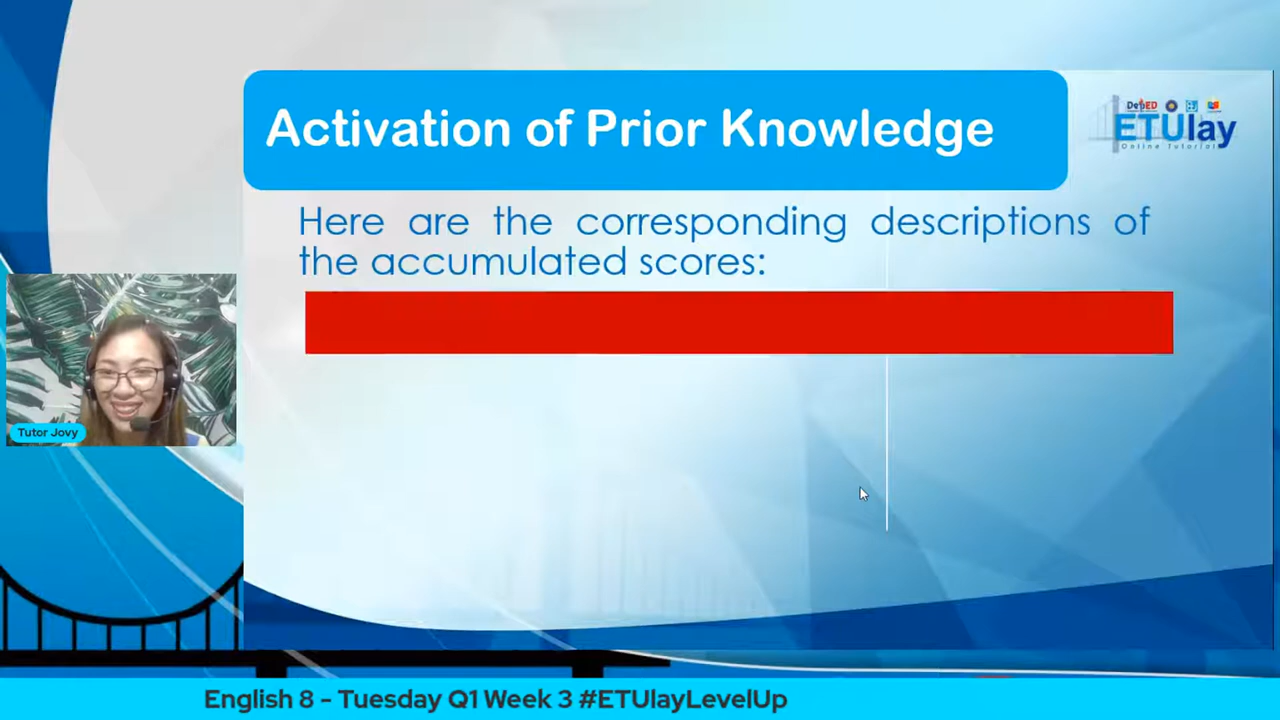 Activation of Prior Knowledge
DepED
ETUlay
Online Tutorial
Here are the corresponding descriptions of
the accumulated scores:
Tutor Jovy
English 8 - Tuesday Q1 Week 3 #ETUlayLevelUp